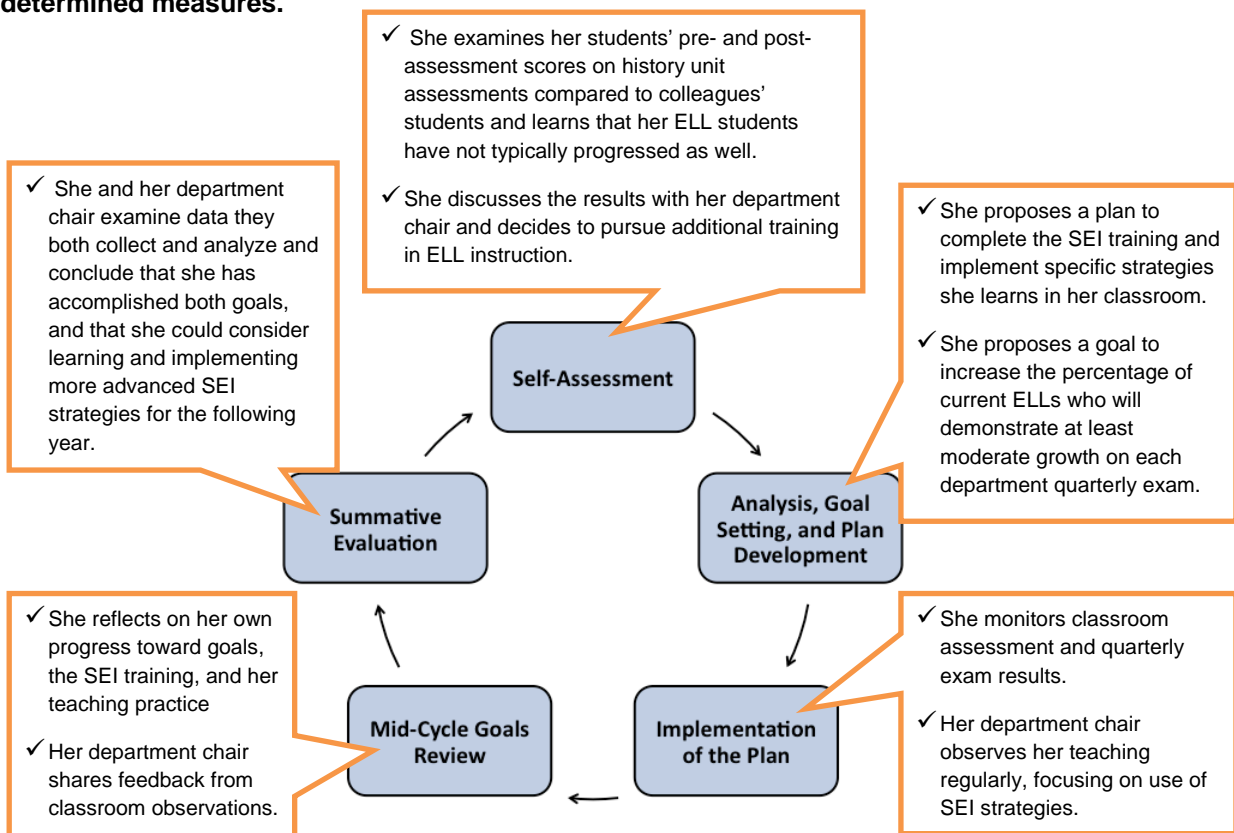 determined measures.
✓ She examines her students' pre- and post-
assessment scores on history unit
assessments compared to colleagues'
students and learns that her ELL students
have not typically progressed as well.
✓ She discusses the results with her department
chair and decides to pursue additional training
in ELL instruction.
✓ She and her department
chair examine data they
both collect and analyze and
conclude that she has
accomplished both goals,
and that she could consider
learning and implementing
more advanced SEI
strategies for the following
year.
✓ She proposes a plan to
complete the SEI training and
implement specific strategies
she learns in her classroom.
✓ She proposes a goal to
increase the percentage of
current ELLs who will
demonstrate at least
moderate growth on each
department quarterly exam.
Self-Assessment
Summative
Evaluation
Analysis, Goal
Setting, and Plan
Development
✓ She reflects on her own
progress toward goals,
the SEI training, and her
teaching practice
✓ Her department chair
shares feedback from
classroom observations.
Mid-Cycle Goals
Review
Implementation
of the Plan
✓ She monitors classroom
assessment and quarterly
exam results.
✓ Her department chair
observes her teaching
regularly, focusing on use of
SEI strategies.